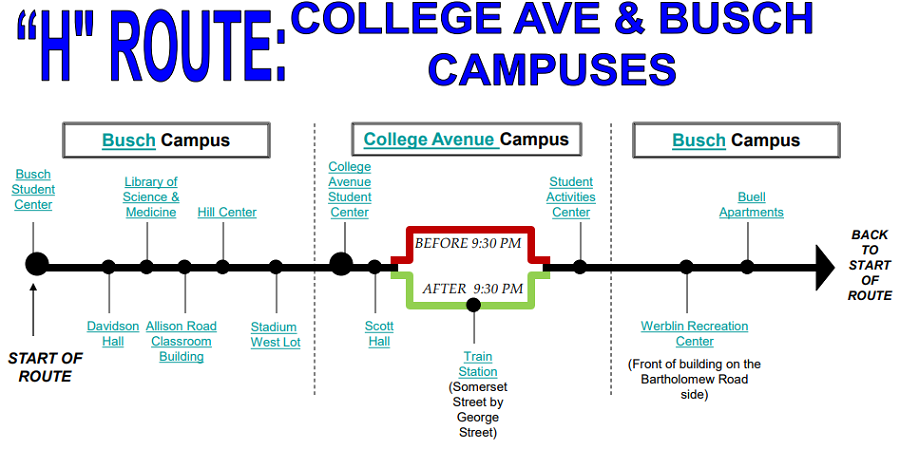 “H" ROUTE:
COLLEGE AVE & BUSCH
CAMPUSES
Busch Campus
College Avenue Campus
Busch Campus
Busch
Student
Center
Library of
Science &
Medicine
Hill Center
College
Avenue
Student
Center
Student
Activities
Center
Buell
Apartments
BEFORE 9:30 PM
AFTER 9:30 PM
BACK
TO
START
OF
ROUTE
START OF
ROUTE
Davidson
Hall
Allison Road
Classroom
Building
Stadium
West Lot
Scott
Hall
Train
Station
(Somerset
Street by
George
Street)
Werblin Recreation
Center
(Front of building on the
Bartholomew Road
side)